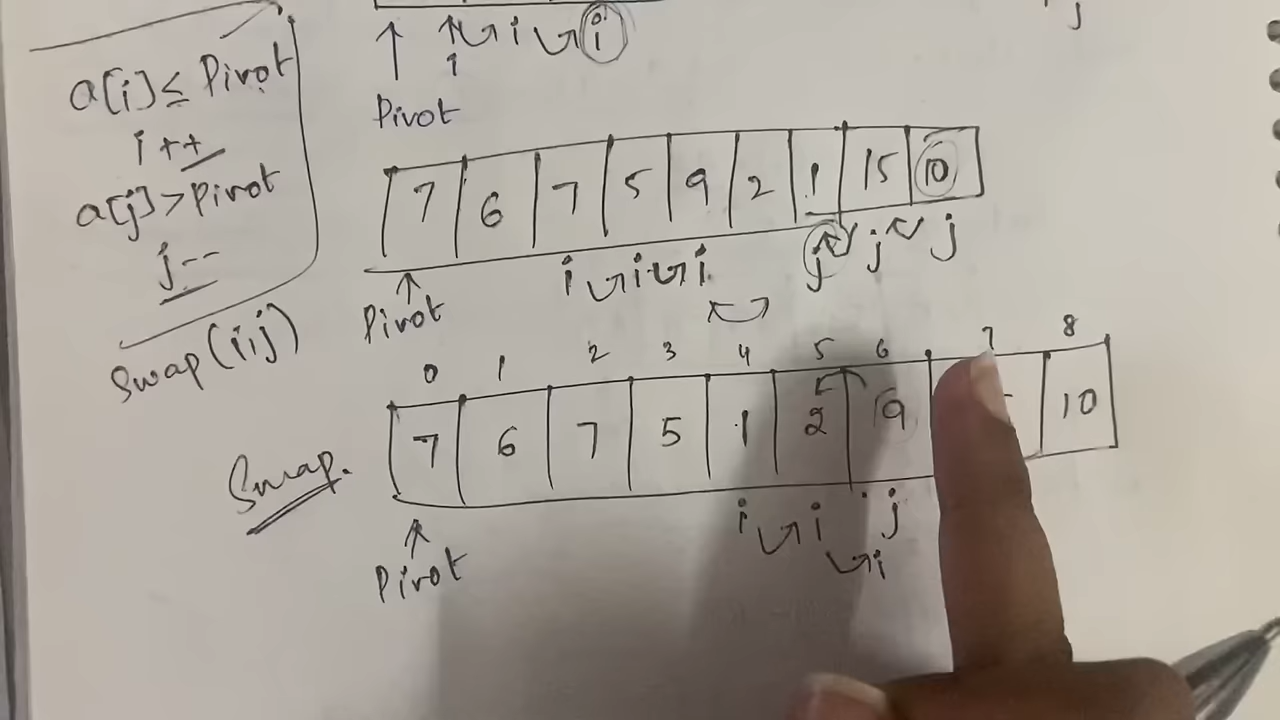 i i i
j
1
Pivot
a[i] ≤ Pivot
i++
a[j] > Pivot
j--
Swap(i,j)
7 6 7 5 9 2 1 15 10
i i i j j j
Pivot
0 1 2 3 4 5 6 7 8
7 6 7 5 1 2 9 10
Swap.
i i j
i
Pivot